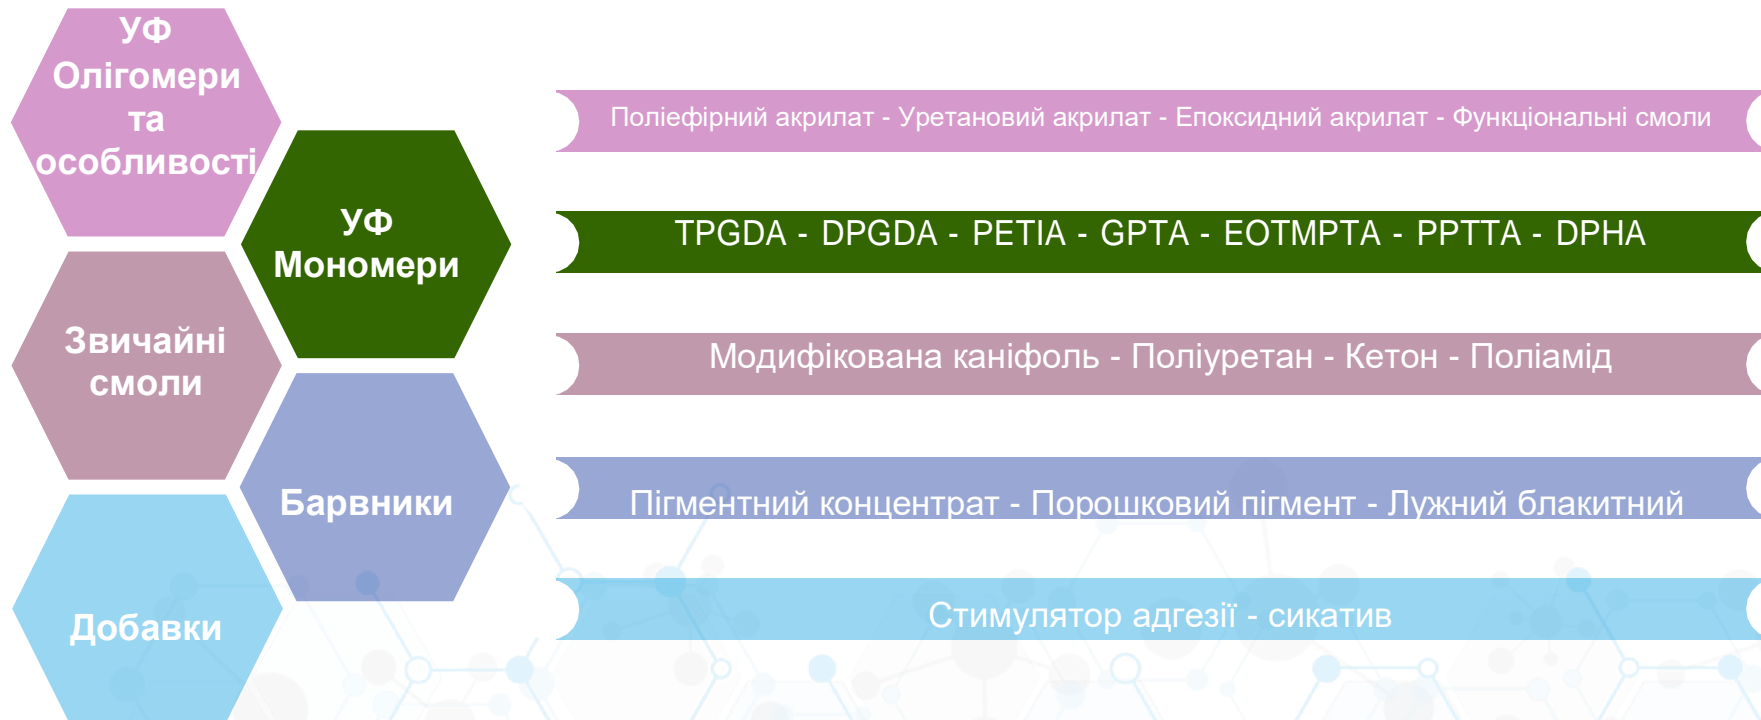 УФ
Олігомери
та
особливості
Поліефірний акрилат - Уретановий акрилат - Епоксидний акрилат - Функціональні смоли
УФ
Мономери
TPGDA - DPGDA - PETIA - GPTA - EOTMPTA - PPTTA - DPHA
Звичайні
смоли
Модифікована каніфоль - Поліуретан - Кетон - Поліамід
Барвники
Пігментний концентрат - Порошковий пігмент - Лужний блакитний
Добавки
Стимулятор адгезії - сикатив